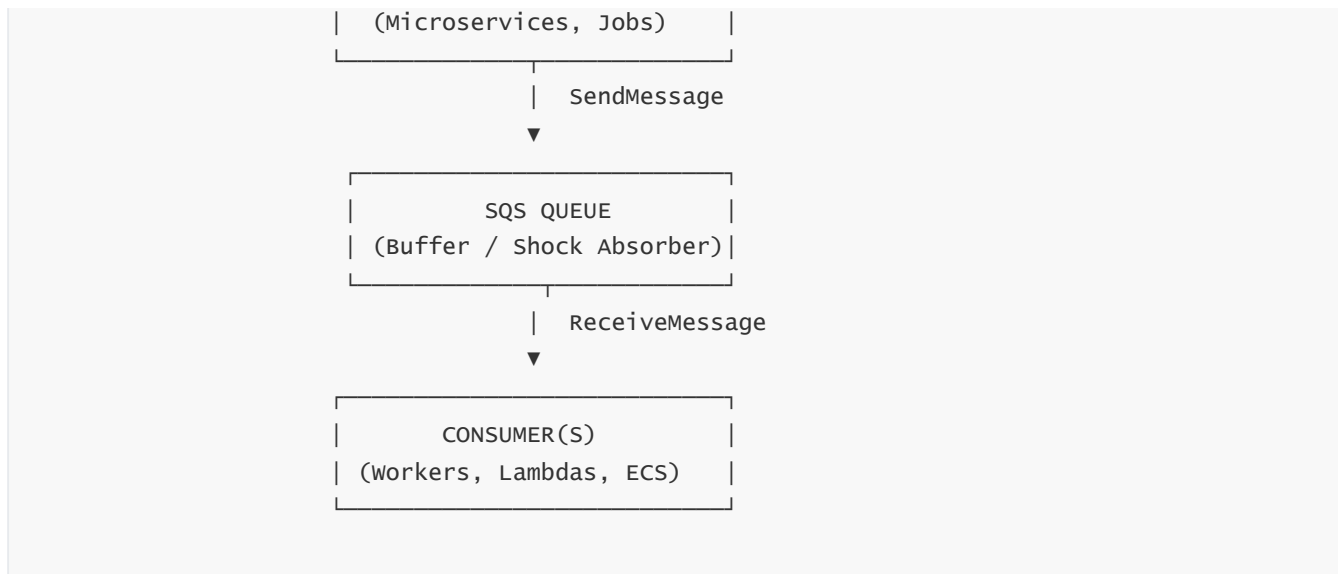 (Microservices, Jobs)
SendMessage
SQS QUEUE
(Buffer / Shock Absorber)
ReceiveMessage
CONSUMER(S)
(Workers, Lambdas, ECS)